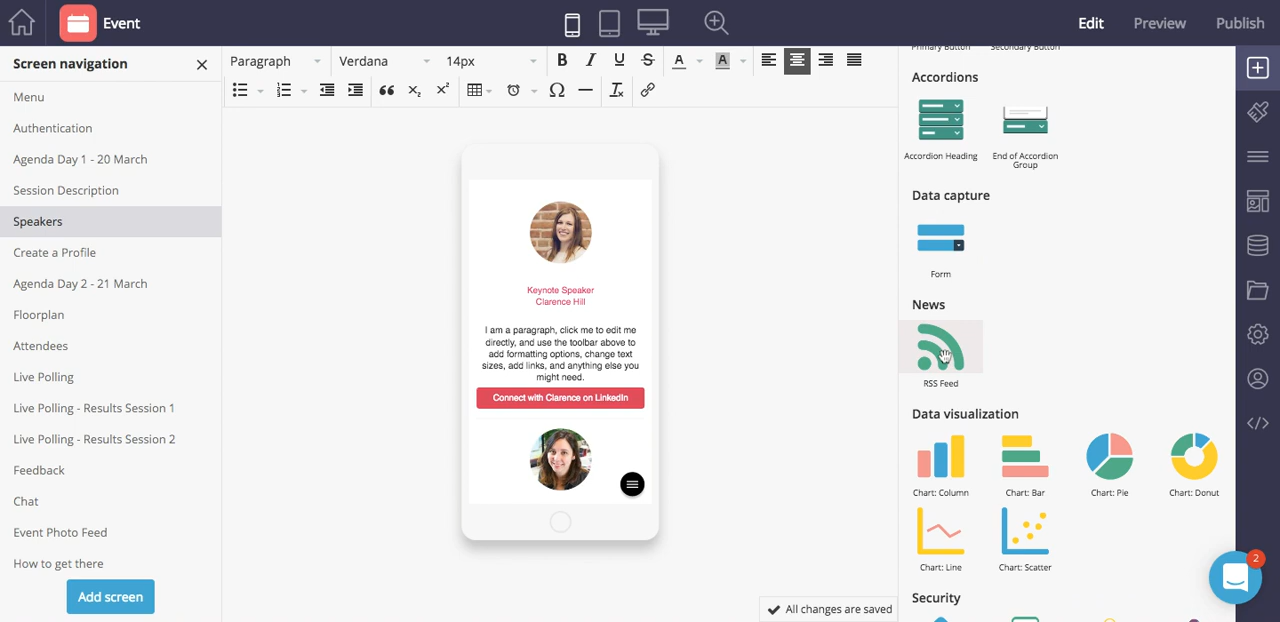 Event
Edit
Preview
Publish
Screen navigation
Menu
Authentication
Agenda Day 1 - 20 March
Session Description
Speakers
Create a Profile
Agenda Day 2 - 21 March
Floorplan
Attendees
Live Polling
Live Polling - Results Session 1
Live Polling - Results Session 2
Feedback
Chat
Event Photo Feed
How to get there
Add screen
Paragraph
Verdana
14px
B I U S A A
Keynote Speaker
Clarence Hill
I am a paragraph, click me to edit me
directly, and use the toolbar above to
add formatting options, change text
sizes, add links, and anything else you
might need.
Connect with Clarence on LinkedIn
All changes are saved
Primary Button
Secondary Button
Accordions
Accordion Heading
End of Accordion
Group
Data capture
Form
News
RSS Feed
Data visualization
Chart: Column
Chart: Bar
Chart: Pie
Chart: Donut
Chart: Line
Chart: Scatter
Security
2